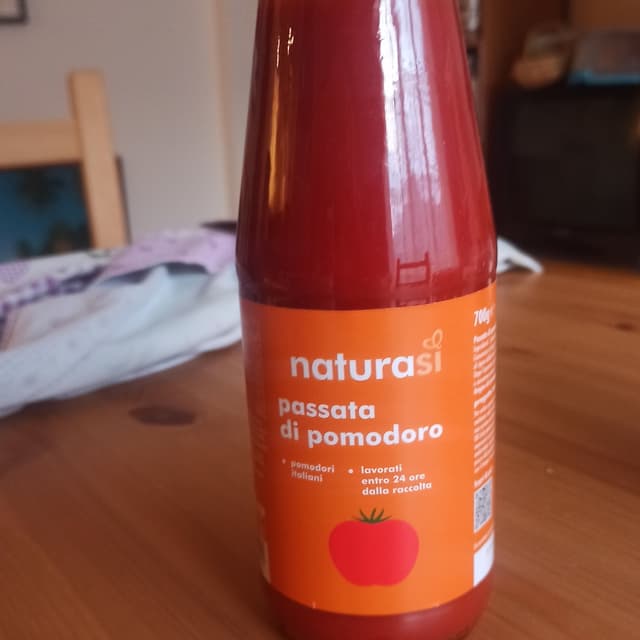 naturasì
passata
di pomodoro
• pomodori
italiani
• lavorati
entro 24 ore
dalla raccolta
700g